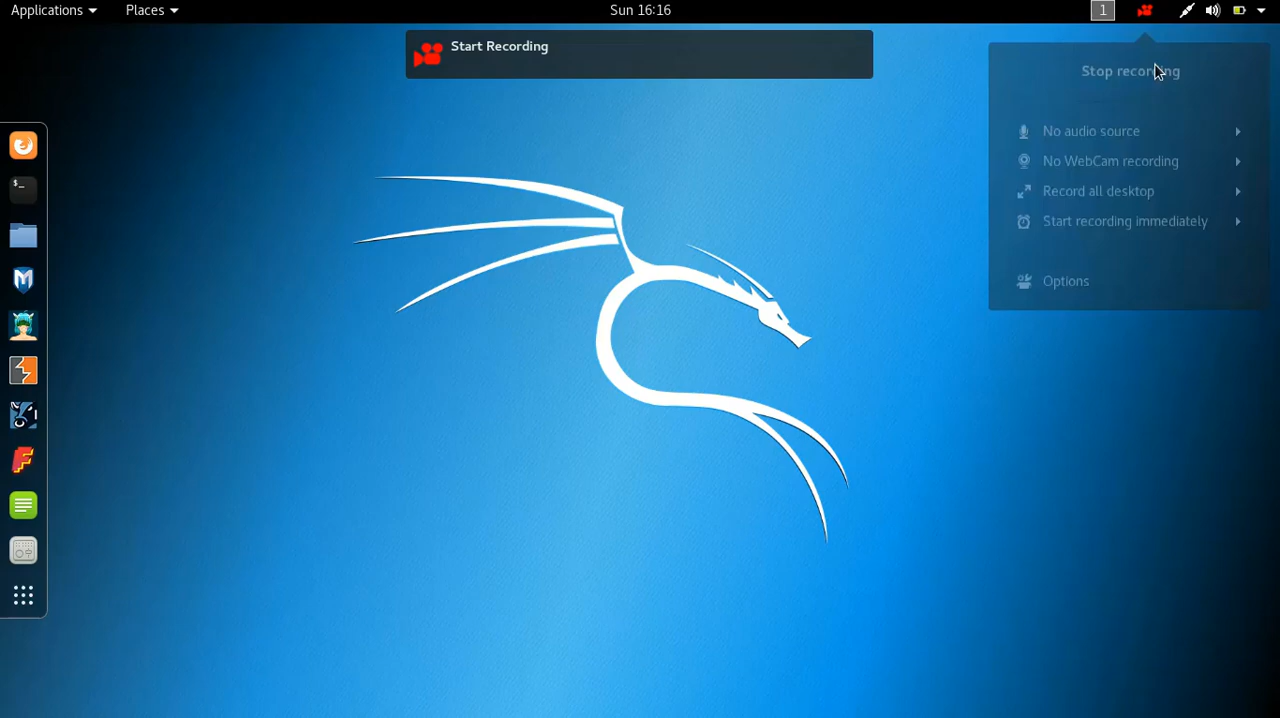 Applications
Places
Sun 16:16
1
Start Recording
Stop recording
No audio source
No WebCam recording
Record all desktop
Start recording immediately
Options
$_